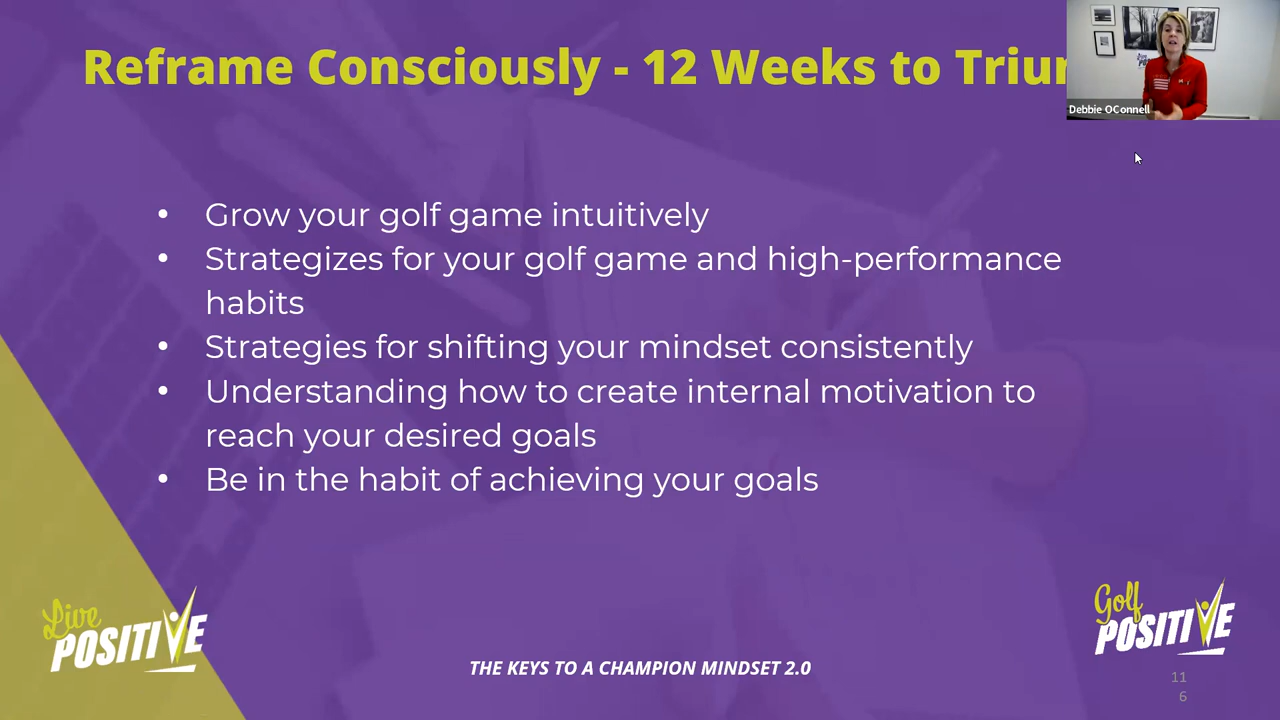 Reframe Consciously - 12 Weeks to Triu
Debbie OConnell
• Grow your golf game intuitively
• Strategizes for your golf game and high-performance
habits
• Strategies for shifting your mindset consistently
• Understanding how to create internal motivation to
reach your desired goals
• Be in the habit of achieving your goals
Live
POSITIVE
THE KEYS TO A CHAMPION MINDSET 2.0
Golf
POSITIVE
11
6